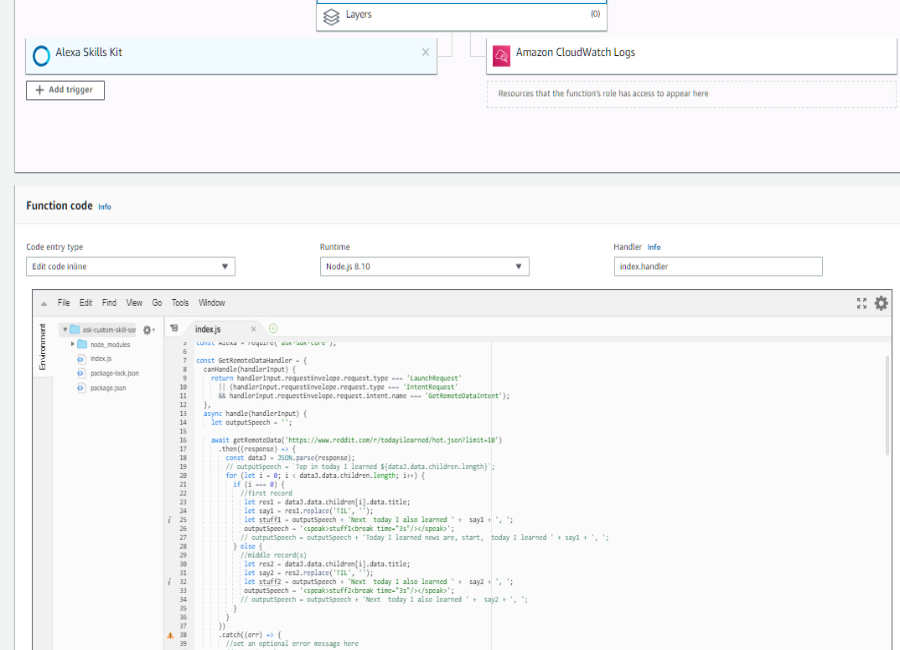 Layers (0)
Alexa Skills Kit ×
Amazon CloudWatch Logs
+ Add trigger
Resources that the function's role has access to appear here
Function code Info
Code entry type
Runtime
Handler Info
Edit code inline
Node.js 8.10
index.handler
File Edit Find View Go Tools Window
Environment
ask-custom-skill-sar
node_modules
index.js
package-lock.json
package.json
index.js ×
5 const Alexa = require('ask-sdk-core');
6
7 const GetRemoteDataHandler = {
8 canHandle(handlerInput) {
9 return handlerInput.requestEnvelope.request.type === 'LaunchRequest'
10 || (handlerInput.requestEnvelope.request.type === 'IntentRequest'
11 && handlerInput.requestEnvelope.request.intent.name === 'GetRemoteDataIntent');
12 },
13 async handle(handlerInput) {
14 let outputSpeech = '';
15
16 await getRemoteData('https://www.reddit.com/r/todayilearned/hot.json?limit=10')
17 .then((response) => {
18 const dataJ = JSON.parse(response);
19 // outputSpeech = `Top in today I learned ${dataJ.data.children.length}`;
20 for (let i = 0; i < dataJ.data.children.length; i++) {
21 if (i === 0) {
22 //first record
23 let res1 = dataJ.data.children[i].data.title;
24 let say1 = res1.replace('TIL', '');
i 25 let stuff1 = outputSpeech + 'Next today I also learned ' + say1 + ', ';
26 outputSpeech = '<speak>stuff1<break time="3s"/></speak>';
27 // outputSpeech = outputSpeech + 'Today I learned news are, start, today I learned ' + say1 + ', ';
28 } else {
29 //middle record(s)
30 let res2 = dataJ.data.children[i].data.title;
31 let say2 = res2.replace('TIL', '');
i 32 let stuff2 = outputSpeech + 'Next today I also learned ' + say2 + ', ';
33 outputSpeech = '<speak>stuff2<break time="3s"/></speak>';
34 // outputSpeech = outputSpeech + 'Next today I also learned ' + say2 + ', ';
35 }
36 }
37 })
38 .catch((err) => {
39 //set an optional error message here